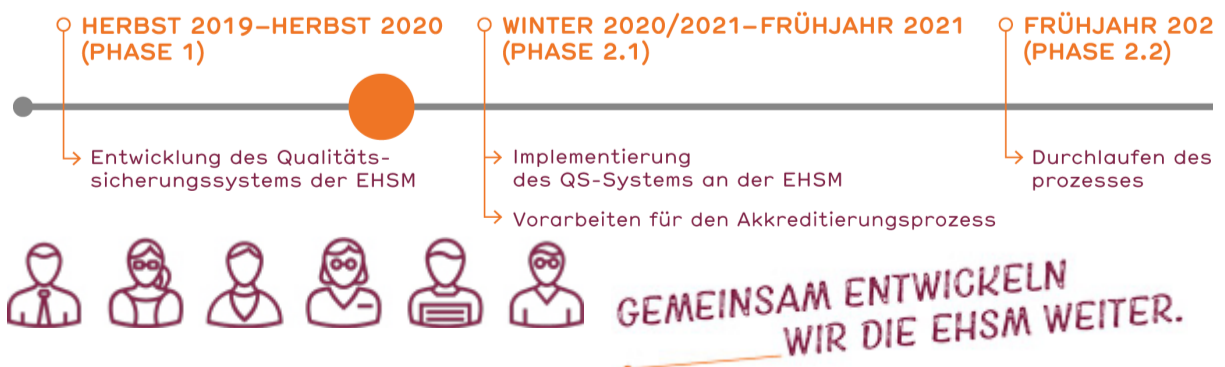 HERBST 2019–HERBST 2020
(PHASE 1)
Entwicklung des Qualitäts-
sicherungssystems der EHSM
WINTER 2020/2021–FRÜHJAHR 2021
(PHASE 2.1)
Implementierung
des QS-Systems an der EHSM
Vorarbeiten für den Akkreditierungsprozess
FRÜHJAHR 202
(PHASE 2.2)
Durchlaufen des
prozesses
GEMEINSAM ENTWICKELN
WIR DIE EHSM WEITER.